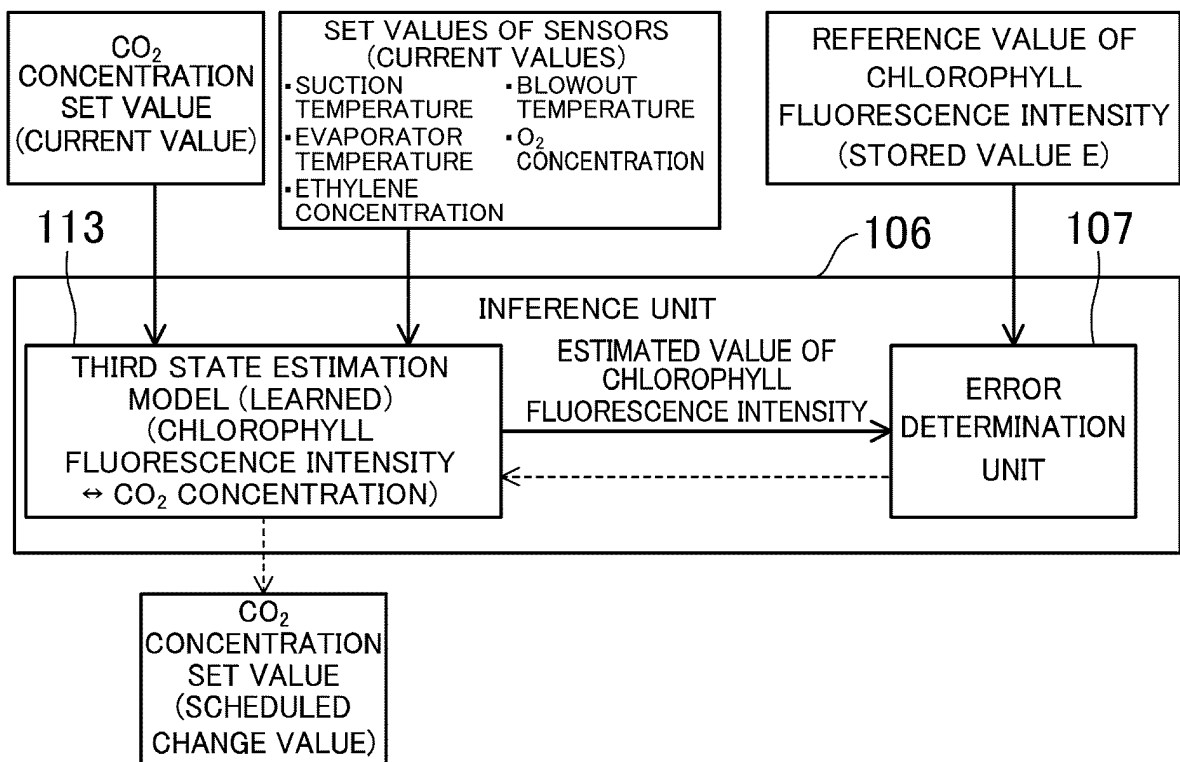 CO₂
CONCENTRATION
SET VALUE
(CURRENT VALUE)
SET VALUES OF SENSORS
(CURRENT VALUES)
▪SUCTION
TEMPERATURE
▪EVAPORATOR
TEMPERATURE
▪ETHYLENE
CONCENTRATION
▪BLOWOUT
TEMPERATURE
▪O₂
CONCENTRATION
REFERENCE VALUE OF
CHLOROPHYLL
FLUORESCENCE INTENSITY
(STORED VALUE E)
113
106
107
INFERENCE UNIT
THIRD STATE ESTIMATION
MODEL (LEARNED)
(CHLOROPHYLL
FLUORESCENCE INTENSITY
↔ CO₂ CONCENTRATION)
ESTIMATED VALUE OF
CHLOROPHYLL
FLUORESCENCE INTENSITY
ERROR
DETERMINATION
UNIT
CO₂
CONCENTRATION
SET VALUE
(SCHEDULED
CHANGE VALUE)